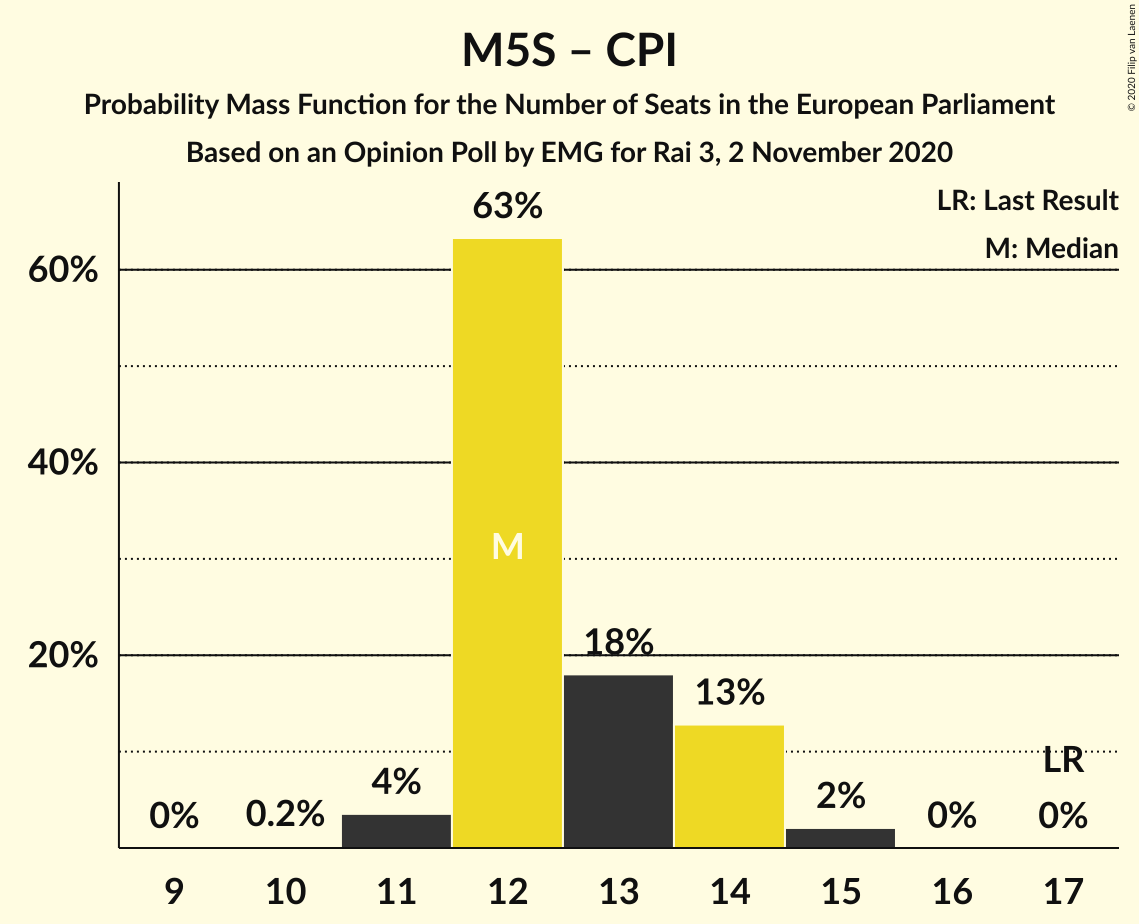 M5S – CPI
Probability Mass Function for the Number of Seats in the European Parliament
Based on an Opinion Poll by EMG for Rai 3, 2 November 2020
© 2020 Filip van Laenen
LR: Last Result
M: Median
63%
60%
40%
M
20%
18%
13%
LR
4%
2%
0%
0.2%
0%
0%
9 10 11 12 13 14 15 16 17